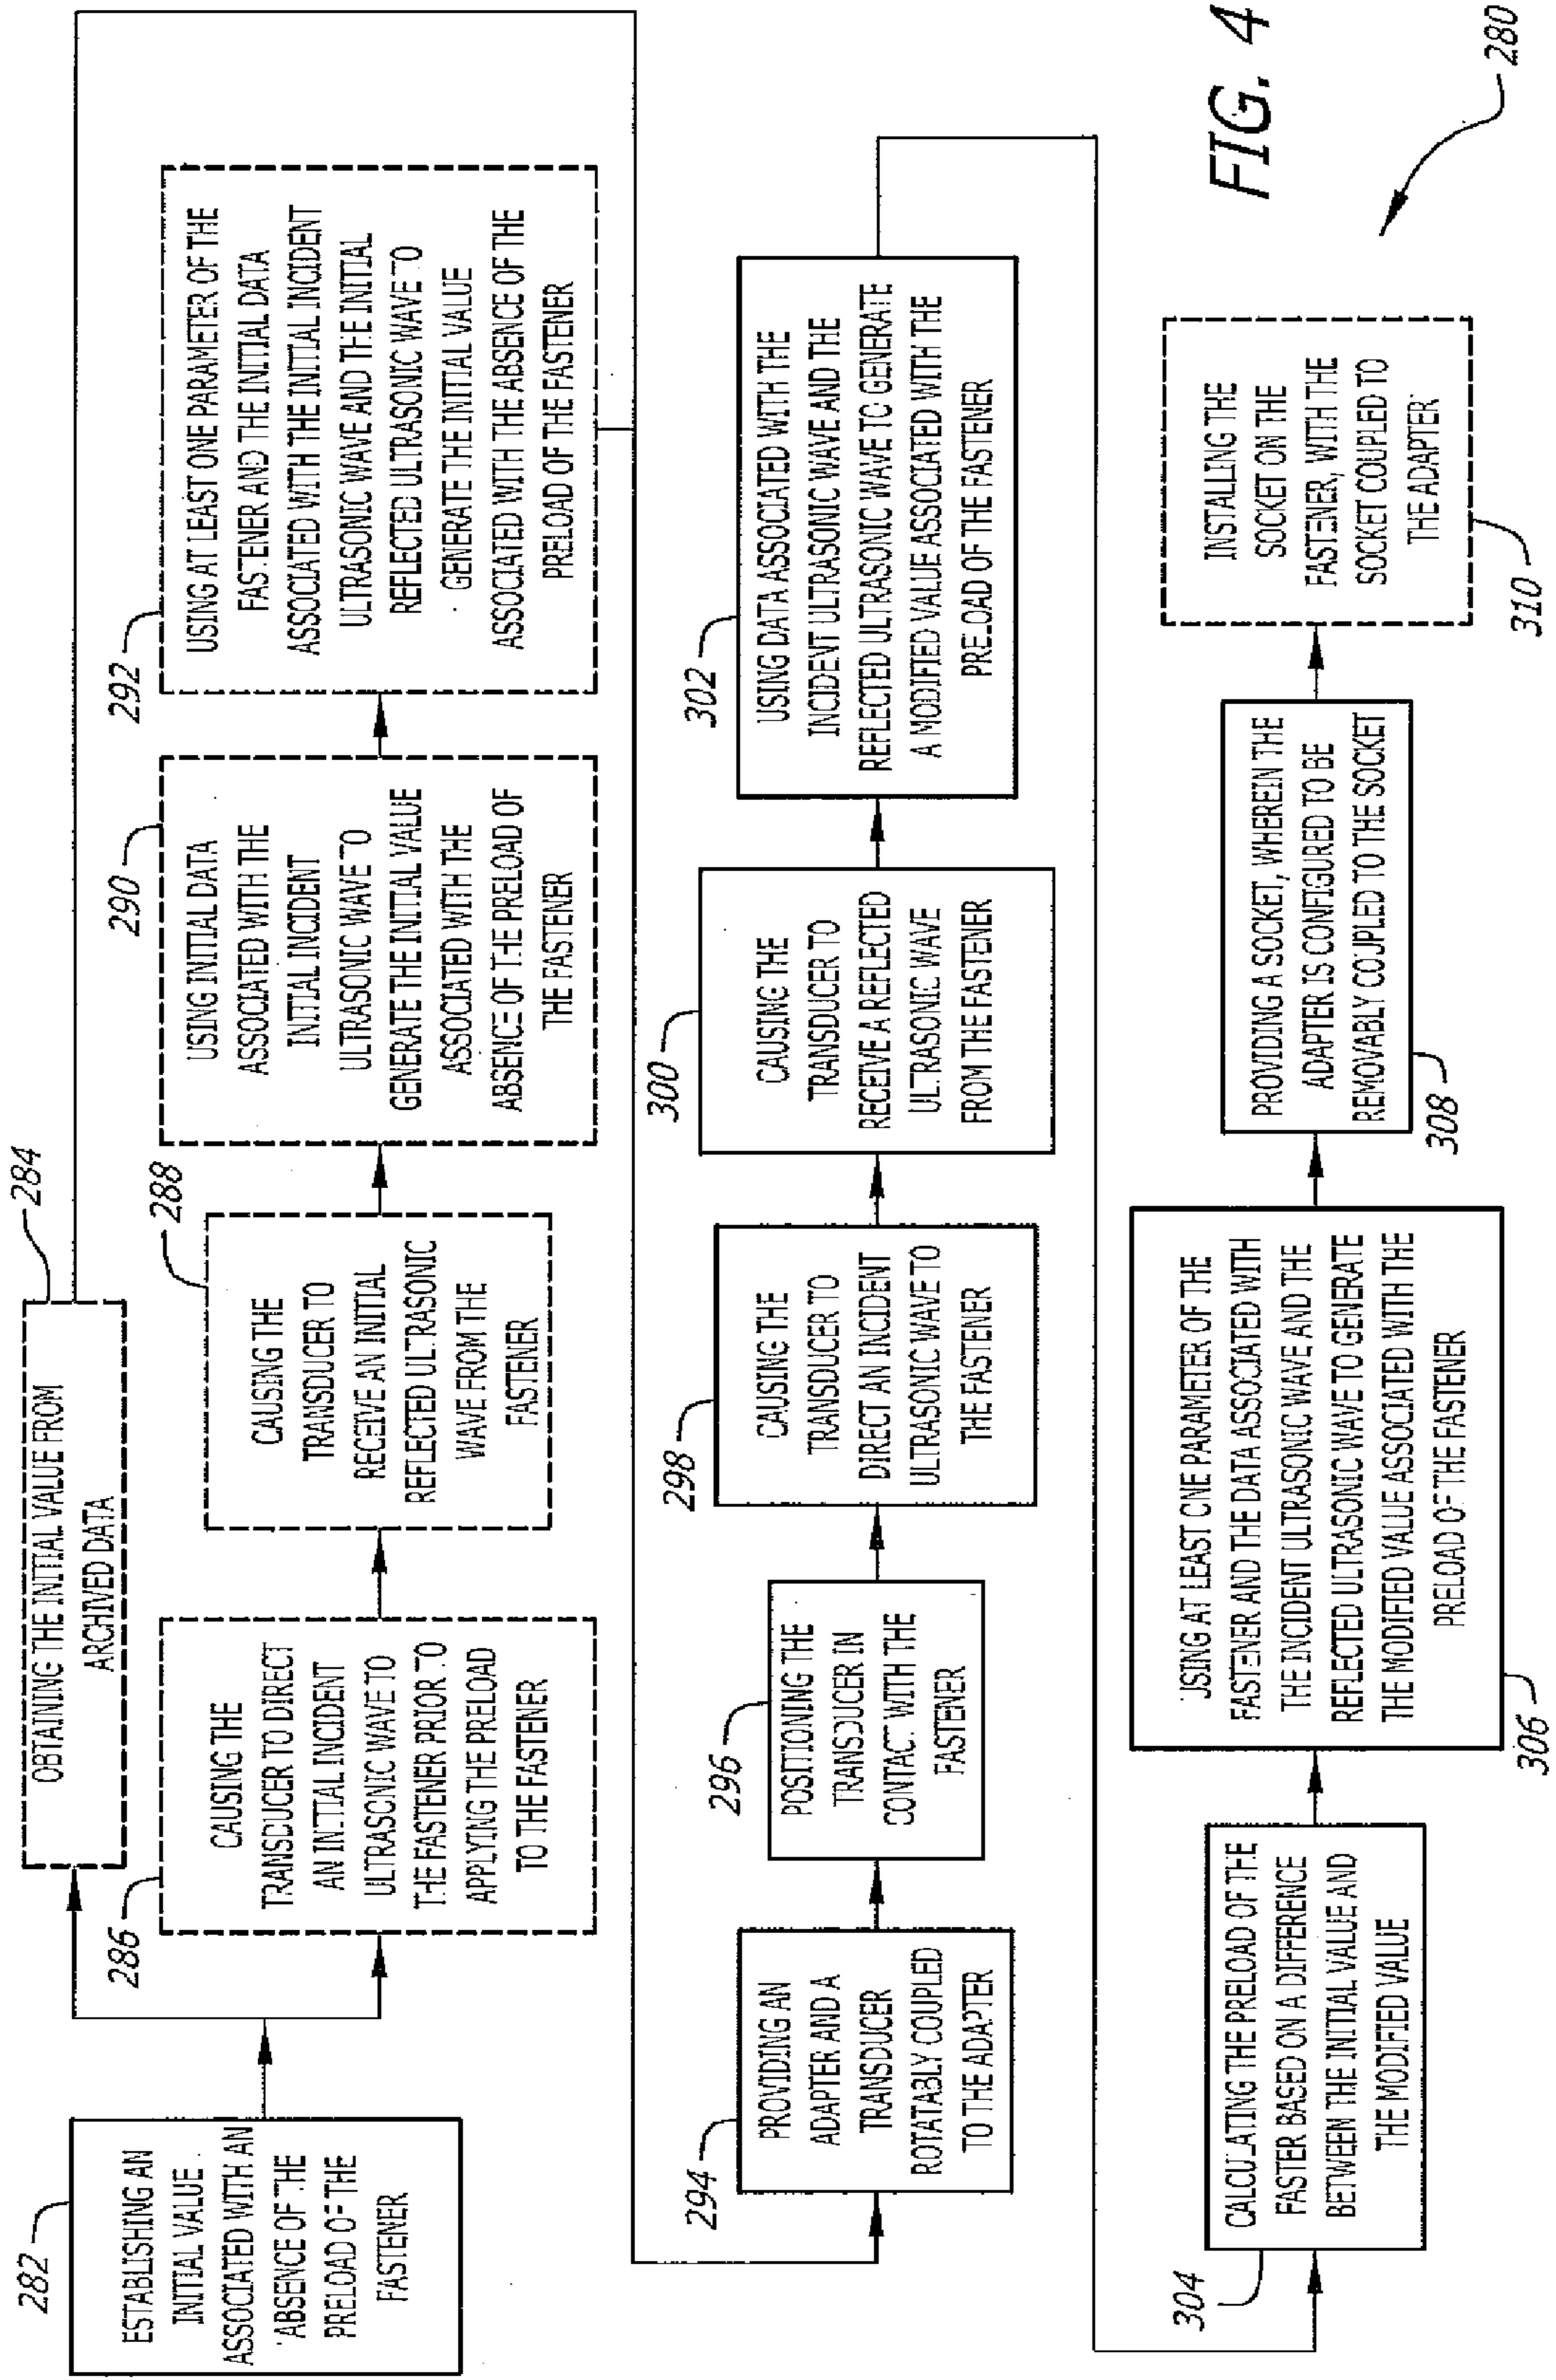 282
ESTABLISHING AN
INITIAL VALUE
ASSOCIATED WITH AN
ABSENCE OF THE
PRELOAD OF THE
FASTENER
284
OBTAINING THE INITIAL VALUE FROM
ARCHIVED DATA
286
CAUSING THE
TRANSDUCER TO DIRECT
AN INITIAL INCIDENT
ULTRASONIC WAVE TO
THE FASTENER PRIOR TO
APPLYING THE PRELOAD
TO THE FASTENER
288
CAUSING THE
TRANSDUCER TO
RECEIVE AN INITIAL
REFLECTED ULTRASONIC
WAVE FROM THE
FASTENER
290
USING INITIAL DATA
ASSOCIATED WITH THE
INITIAL INCIDENT
ULTRASONIC WAVE TO
GENERATE THE INITIAL VALUE
ASSOCIATED WITH THE
ABSENCE OF THE PRELOAD OF
THE FASTENER
292
USING AT LEAST ONE PARAMETER OF THE
FASTENER AND THE INITIAL DATA
ASSOCIATED WITH THE INITIAL INCIDENT
ULTRASONIC WAVE AND THE INITIAL
REFLECTED ULTRASONIC WAVE TO
GENERATE THE INITIAL VALUE
ASSOCIATED WITH THE ABSENCE OF THE
PRELOAD OF THE FASTENER
294
PROVIDING AN
ADAPTER AND A
TRANSDUCER
ROTATABLY COUPLED
TO THE ADAPTER
296
POSITIONING THE
TRANSDUCER IN
CONTACT WITH THE
FASTENER
298
CAUSING THE
TRANSDUCER TO
DIRECT AN INCIDENT
ULTRASONIC WAVE TO
THE FASTENER
300
CAUSING THE
TRANSDUCER TO
RECEIVE A REFLECTED
ULTRASONIC WAVE
FROM THE FASTENER
302
USING DATA ASSOCIATED WITH THE
INCIDENT ULTRASONIC WAVE AND THE
REFLECTED ULTRASONIC WAVE TO GENERATE
A MODIFIED VALUE ASSOCIATED WITH THE
PRELOAD OF THE FASTENER
304
CALCULATING THE PRELOAD OF THE
FASTER BASED ON A DIFFERENCE
BETWEEN THE INITIAL VALUE AND
THE MODIFIED VALUE
306
USING AT LEAST ONE PARAMETER OF THE
FASTENER AND THE DATA ASSOCIATED WITH
THE INCIDENT ULTRASONIC WAVE AND THE
REFLECTED ULTRASONIC WAVE TO GENERATE
THE MODIFIED VALUE ASSOCIATED WITH THE
PRELOAD OF THE FASTENER
308
PROVIDING A SOCKET, WHEREIN THE
ADAPTER IS CONFIGURED TO BE
REMOVABLY COUPLED TO THE SOCKET
310
INSTALLING THE
SOCKET ON THE
FASTENER, WITH THE
SOCKET COUPLED TO
THE ADAPTER
FIG. 4
280